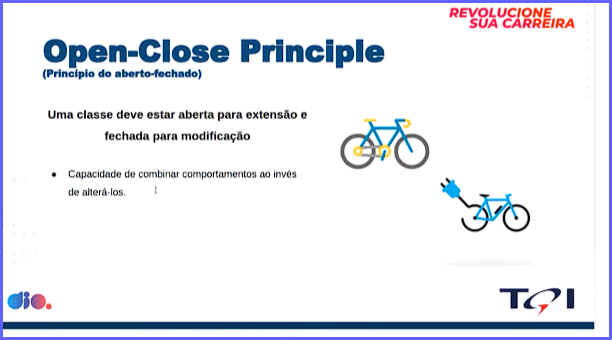 REVOLUCIONE
SUA CARREIRA
Open-Close Principle
(Princípio do aberto-fechado)
Uma classe deve estar aberta para extensão e
fechada para modificação
• Capacidade de combinar comportamentos ao invés
de alterá-los.
dio.
TQI